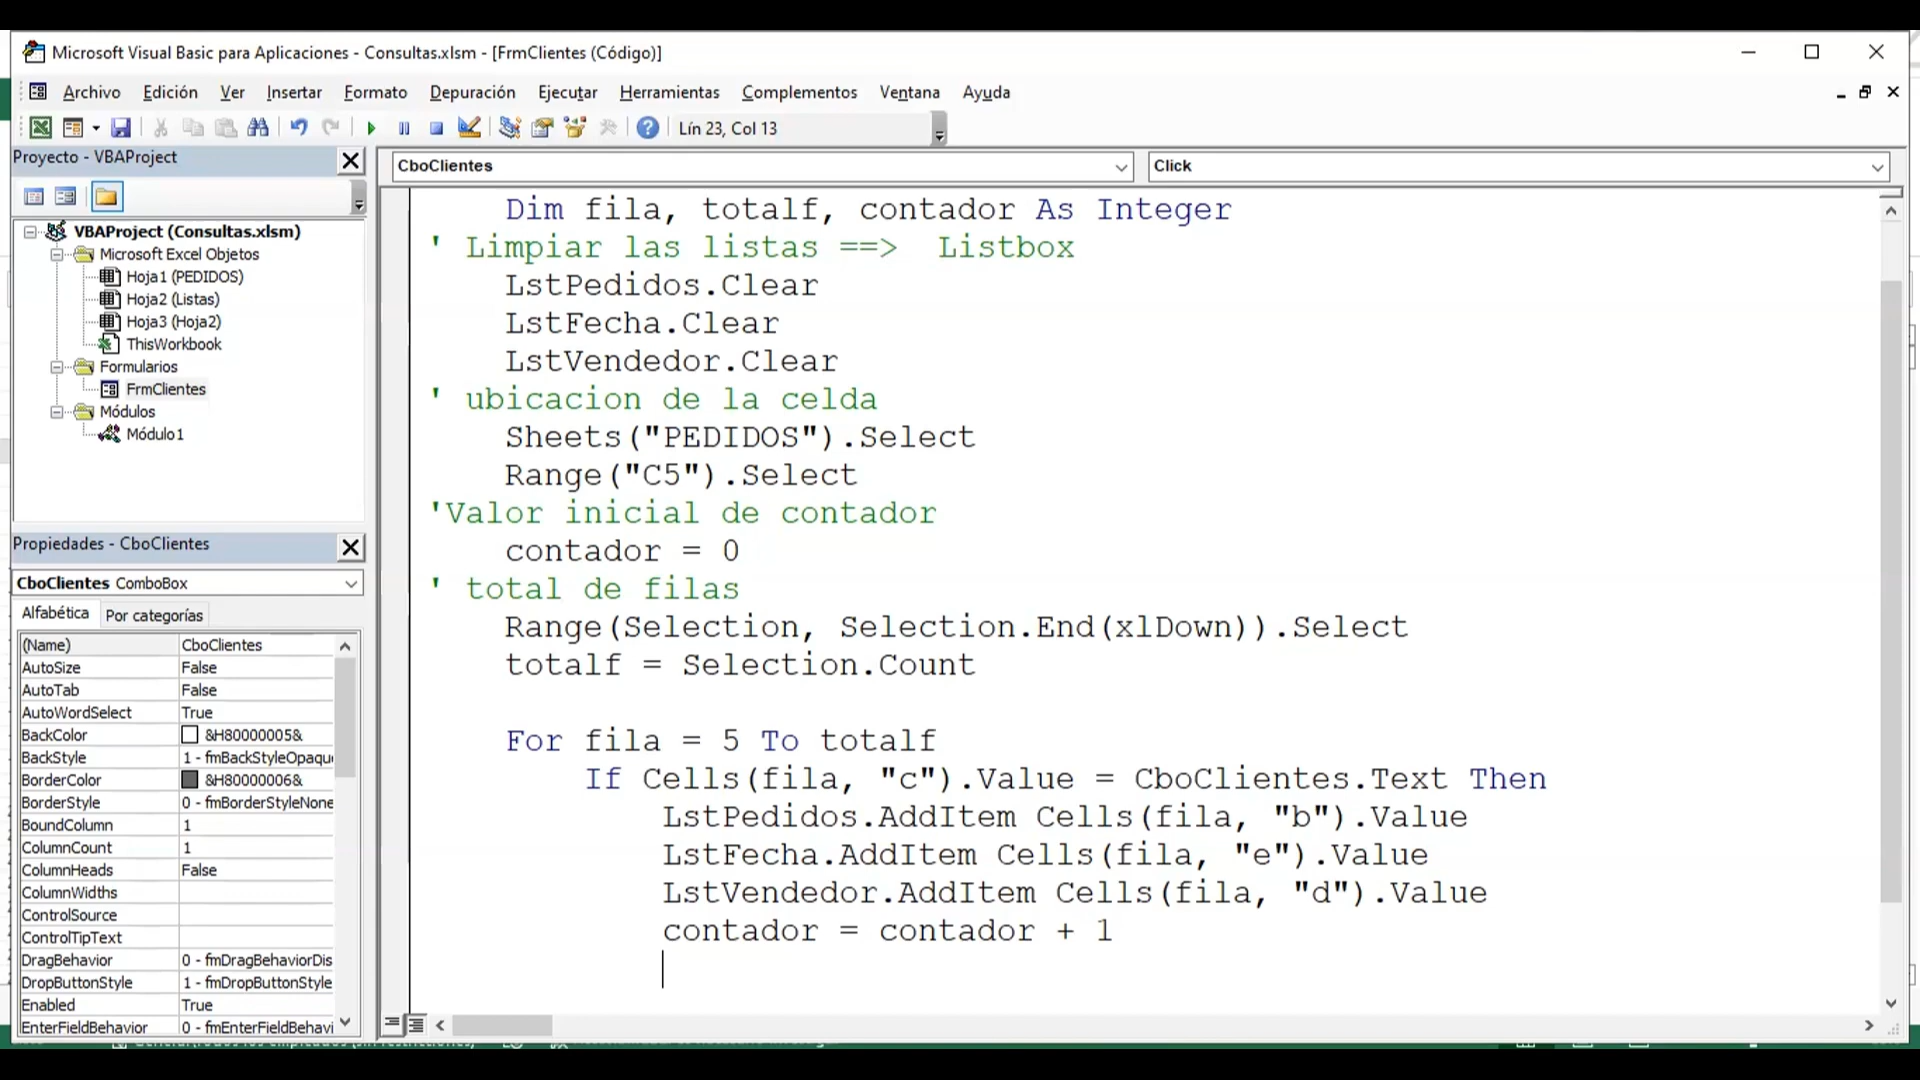 Microsoft Visual Basic para Aplicaciones - Consultas.xlsm - [FrmClientes (Código)]
Archivo Edición Ver Insertar Formato Depuración Ejecutar Herramientas Complementos Ventana Ayuda
Lín 23, Col 13
Proyecto - VBAProject
VBAProject (Consultas.xlsm)
Microsoft Excel Objetos
Hoja1 (PEDIDOS)
Hoja2 (Listas)
Hoja3 (Hoja2)
ThisWorkbook
Formularios
FrmClientes
Módulos
Módulo1
Propiedades - CboClientes
CboClientes ComboBox
Alfabética Por categorías
(Name) CboClientes
AutoSize False
AutoTab False
AutoWordSelect True
BackColor &H80000005&
BackStyle 1 - fmBackStyleOpaqu
BorderColor &H80000006&
BorderStyle 0 - fmBorderStyleNone
BoundColumn 1
ColumnCount 1
ColumnHeads False
ColumnWidths
ControlSource
ControlTipText
DragBehavior 0 - fmDragBehaviorDis
DropButtonStyle 1 - fmDropButtonStyle
Enabled True
EnterFieldBehavior 0 - fmEnterFieldBehavi
CboClientes Click
Dim fila, totalf, contador As Integer
' Limpiar las listas ==> Listbox
LstPedidos.Clear
LstFecha.Clear
LstVendedor.Clear
' ubicacion de la celda
Sheets("PEDIDOS").Select
Range("C5").Select
'Valor inicial de contador
contador = 0
' total de filas
Range(Selection, Selection.End(xlDown)).Select
totalf = Selection.Count
For fila = 5 To totalf
If Cells(fila, "c").Value = CboClientes.Text Then
LstPedidos.AddItem Cells(fila, "b").Value
LstFecha.AddItem Cells(fila, "e").Value
LstVendedor.AddItem Cells(fila, "d").Value
contador = contador + 1